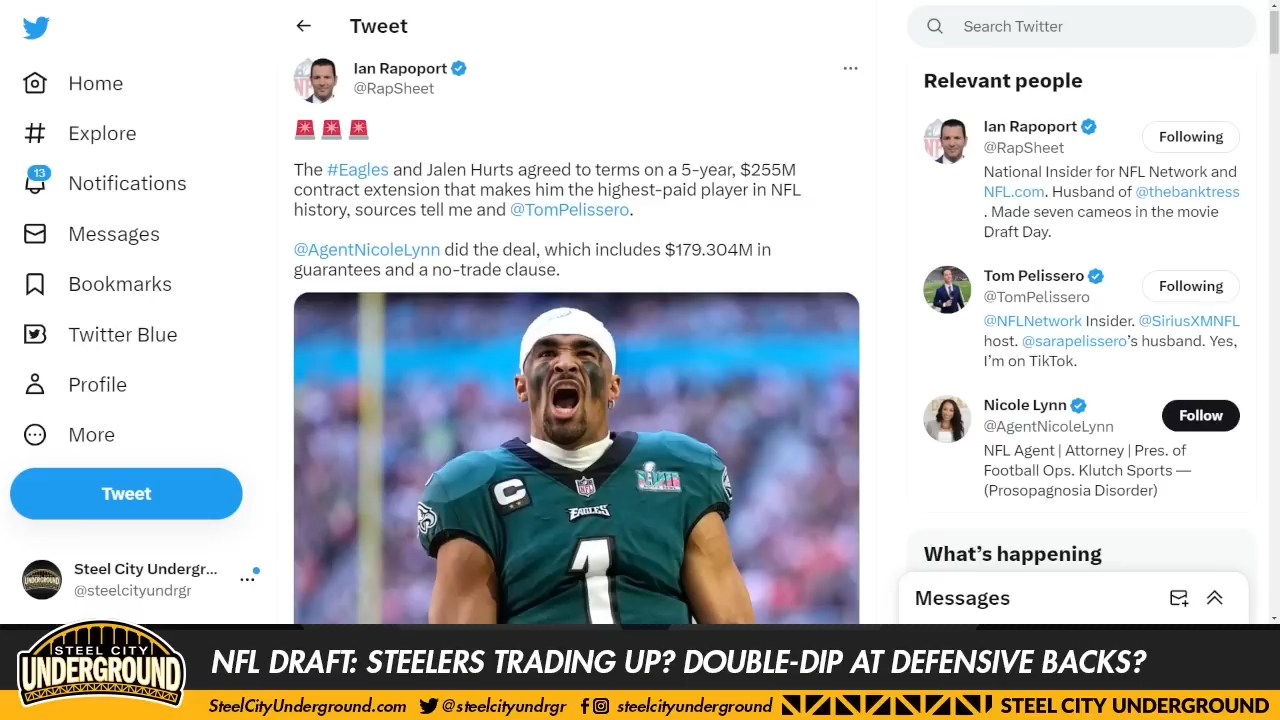 Home
Explore
13
Notifications
Messages
Bookmarks
Twitter Blue
Profile
More
Tweet
Steel City Undergr...
@steelcityundrgr
Tweet
Ian Rapoport
@RapSheet
The #Eagles and Jalen Hurts agreed to terms on a 5-year, $255M
contract extension that makes him the highest-paid player in NFL
history, sources tell me and @TomPelissero.
@AgentNicoleLynn did the deal, which includes $179.304M in
guarantees and a no-trade clause.
C
NFL
EAGLES
1
Search Twitter
Relevant people
Ian Rapoport
@RapSheet
Following
National Insider for NFL Network and
NFL.com. Husband of @thebanktress
. Made seven cameos in the movie
Draft Day.
Tom Pelissero
@TomPelissero
Following
@NFLNetwork Insider. @SiriusXMNFL
host. @sarapelissero’s husband. Yes,
I’m on TikTok.
Nicole Lynn
@AgentNicoleLynn
Follow
NFL Agent | Attorney | Pres. of
Football Ops. Klutch Sports —
(Prosopagnosia Disorder)
What’s happening
Messages
STEEL CITY
UNDERGROUND
NFL DRAFT: STEELERS TRADING UP? DOUBLE-DIP AT DEFENSIVE BACKS?
SteelCityUnderground.com @steelcityundrgr steelcityunderground STEEL CITY UNDERGROUND